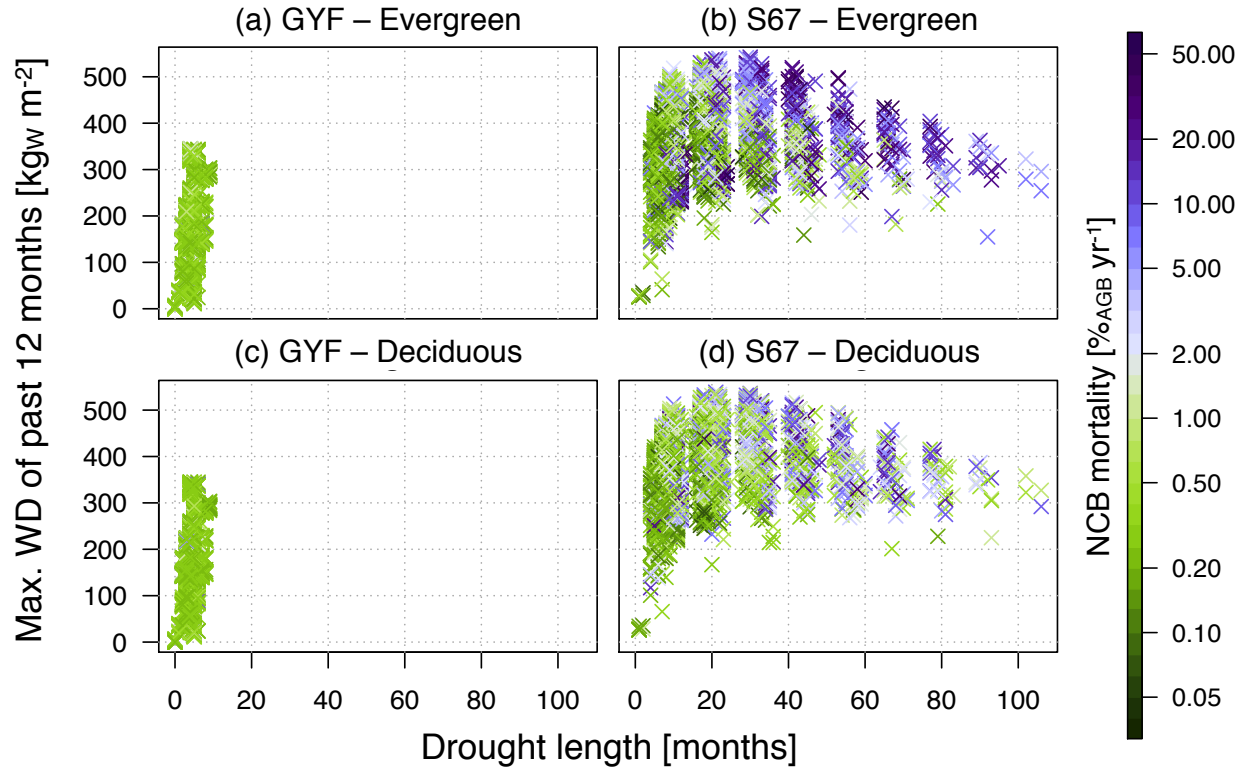 (a) GYF – Evergreen
(b) S67 – Evergreen
500
400
300
200
100
0
(c) GYF – Deciduous
(d) S67 – Deciduous
500
400
300
200
100
0
0 20 40 60 80 100
0 20 40 60 80 100
Drought length [months]
Max. WD of past 12 months [kgW m-2]
50.00
20.00
10.00
5.00
2.00
1.00
0.50
0.20
0.10
0.05
NCB mortality [%AGB yr-1]